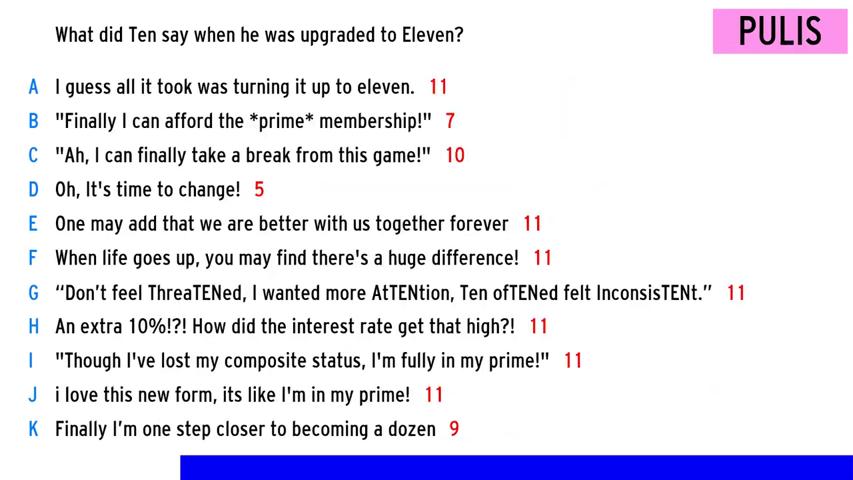 What did Ten say when he was upgraded to Eleven?
PULIS
A I guess all it took was turning it up to eleven. 11
B "Finally I can afford the *prime* membership!" 7
C "Ah, I can finally take a break from this game!" 10
D Oh, It's time to change! 5
E One may add that we are better with us together forever 11
F When life goes up, you may find there's a huge difference! 11
G “Don't feel ThreaTENed, I wanted more AtTENtion, Ten ofTENed felt InconsisTENt.” 11
H An extra 10%!?! How did the interest rate get that high?! 11
I "Though I've lost my composite status, I'm fully in my prime!" 11
J i love this new form, its like I'm in my prime! 11
K Finally I’m one step closer to becoming a dozen 9